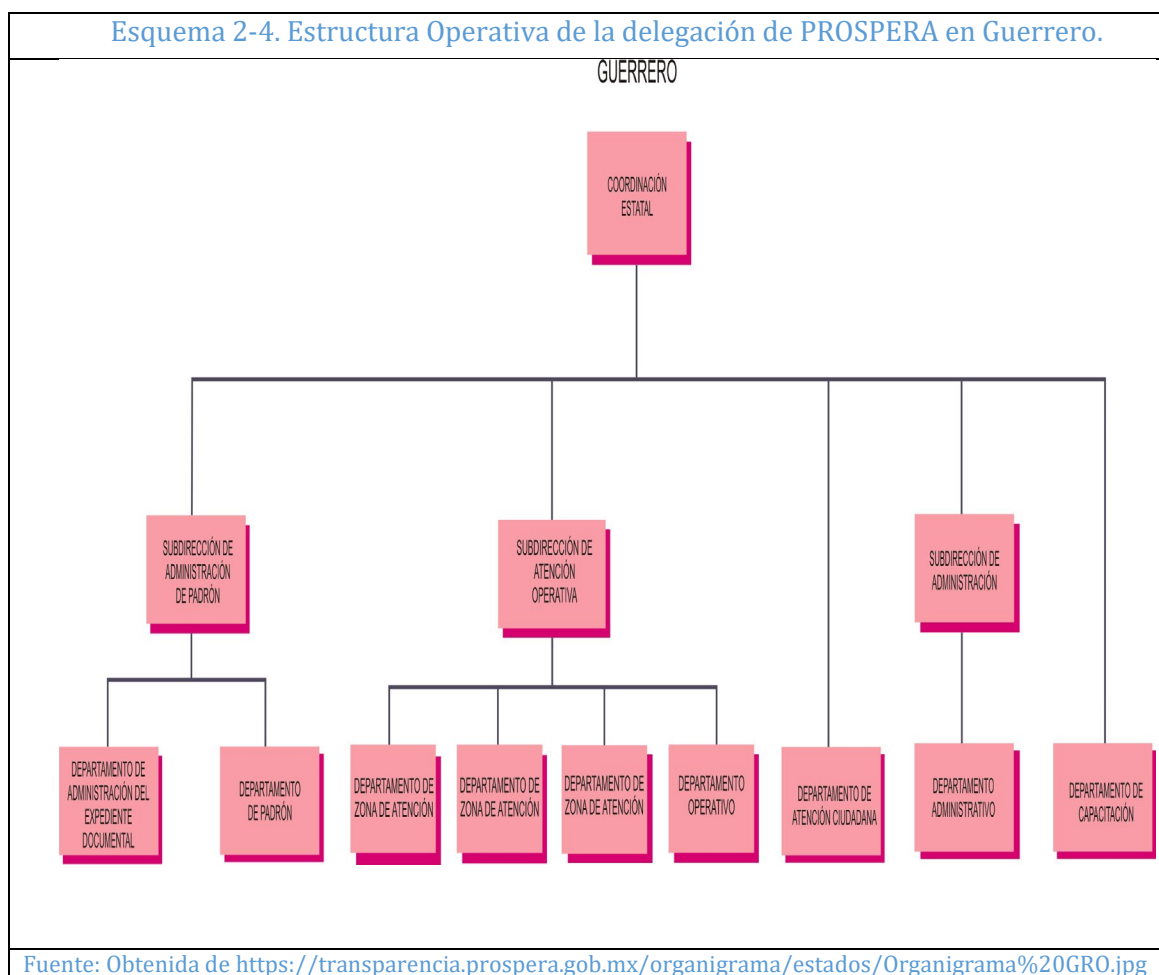 Esquema 2-4. Estructura Operativa de la delegación de PROSPERA en Guerrero.
GUERRERO
COORDINACIÓN
ESTATAL
SUBDIRECCIÓN DE
ADMINISTRACIÓN
DE PADRÓN
SUBDIRECCIÓN DE
ATENCIÓN
OPERATIVA
SUBDIRECCIÓN DE
ADMINISTRACIÓN
DEPARTAMENTO DE
ADMINISTRACIÓN DEL
EXPEDIENTE
DOCUMENTAL
DEPARTAMENTO
DE PADRÓN
DEPARTAMENTO DE
ZONA DE ATENCIÓN
DEPARTAMENTO DE
ZONA DE ATENCIÓN
DEPARTAMENTO DE
ZONA DE ATENCIÓN
DEPARTAMENTO
OPERATIVO
DEPARTAMENTO DE
ATENCIÓN CIUDADANA
DEPARTAMENTO
ADMINISTRATIVO
DEPARTAMENTO DE
CAPACITACIÓN
Fuente: Obtenida de https://transparencia.prospera.gob.mx/organigrama/estados/Organigrama%20GRO.jpg